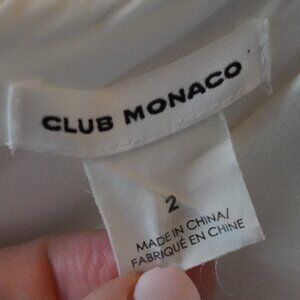 CLUB MONACO
2
MADE IN CHINA/
FABRIQUÉ EN CHINE